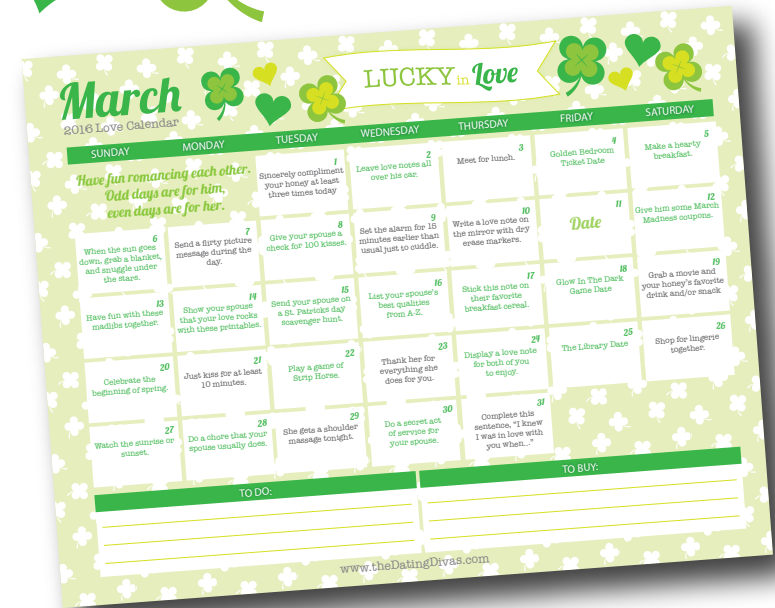 March
2016 Love Calendar
LUCKY in Love
SUNDAY
MONDAY
TUESDAY
WEDNESDAY
THURSDAY
FRIDAY
SATURDAY
Have fun romancing each other.
Odd days are for him,
even days are for her.
1
Sincerely compliment
your honey at least
three times today
2
Leave love notes all
over his car.
3
Meet for lunch.
4
Golden Bedroom
Ticket Date
5
Make a hearty
breakfast.
6
When the sun goes
down, grab a blanket,
and snuggle under
the stars.
7
Send a flirty picture
message during the
day.
8
Give your spouse a
check for 100 kisses.
9
Set the alarm for 15
minutes earlier than
usual just to cuddle.
10
Write a love note on
the mirror with dry
erase markers.
11
Date
12
Give him some March
Madness coupons.
13
Have fun with these
madlibs together.
14
Show your spouse
that your love rocks
with these printables.
15
Send your spouse on
a St. Patricks day
scavenger hunt.
16
List your spouse's
best qualities
from A-Z.
17
Stick this note on
their favorite
breakfast cereal.
18
Glow In The Dark
Game Date
19
Grab a movie and
your honey's favorite
drink and/or snack
20
Celebrate the
beginning of spring.
21
Just kiss for at least
10 minutes.
22
Play a game of
Strip Horse.
23
Thank her for
everything she
does for you.
24
Display a love note
for both of you
to enjoy.
25
The Library Date
26
Shop for lingerie
together.
27
Watch the sunrise or
sunset.
28
Do a chore that your
spouse usually does.
29
She gets a shoulder
massage tonight.
30
Do a secret act
of service for
your spouse.
31
Complete this
sentence, "I knew
I was in love with
you when..."
TO DO:
TO BUY:
www.theDatingDivas.com